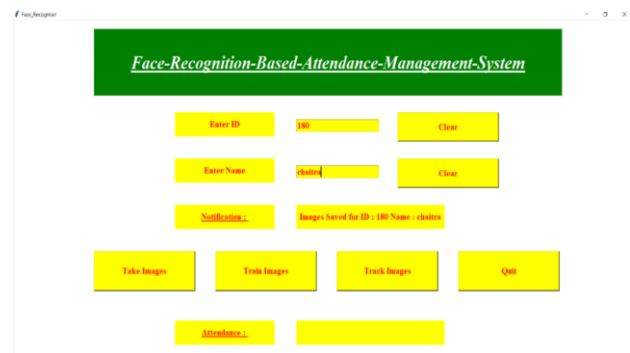 Face_Recogniser
Face-Recognition-Based-Attendance-Management-System
Enter ID 180 Clear
Enter Name chaitra Clear
Notification : Images Saved for ID : 180 Name : chaitra
Take Images Train Images Track Images Quit
Attendance :